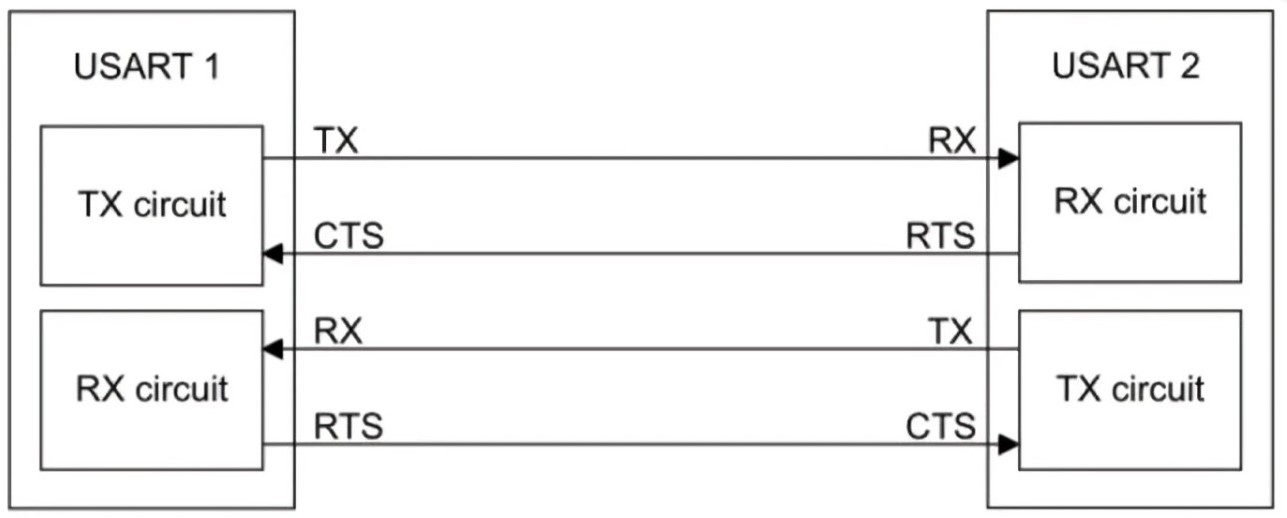 USART 1
USART 2
TX
RX
TX circuit
RX circuit
CTS
RTS
RX
TX
RX circuit
TX circuit
RTS
CTS